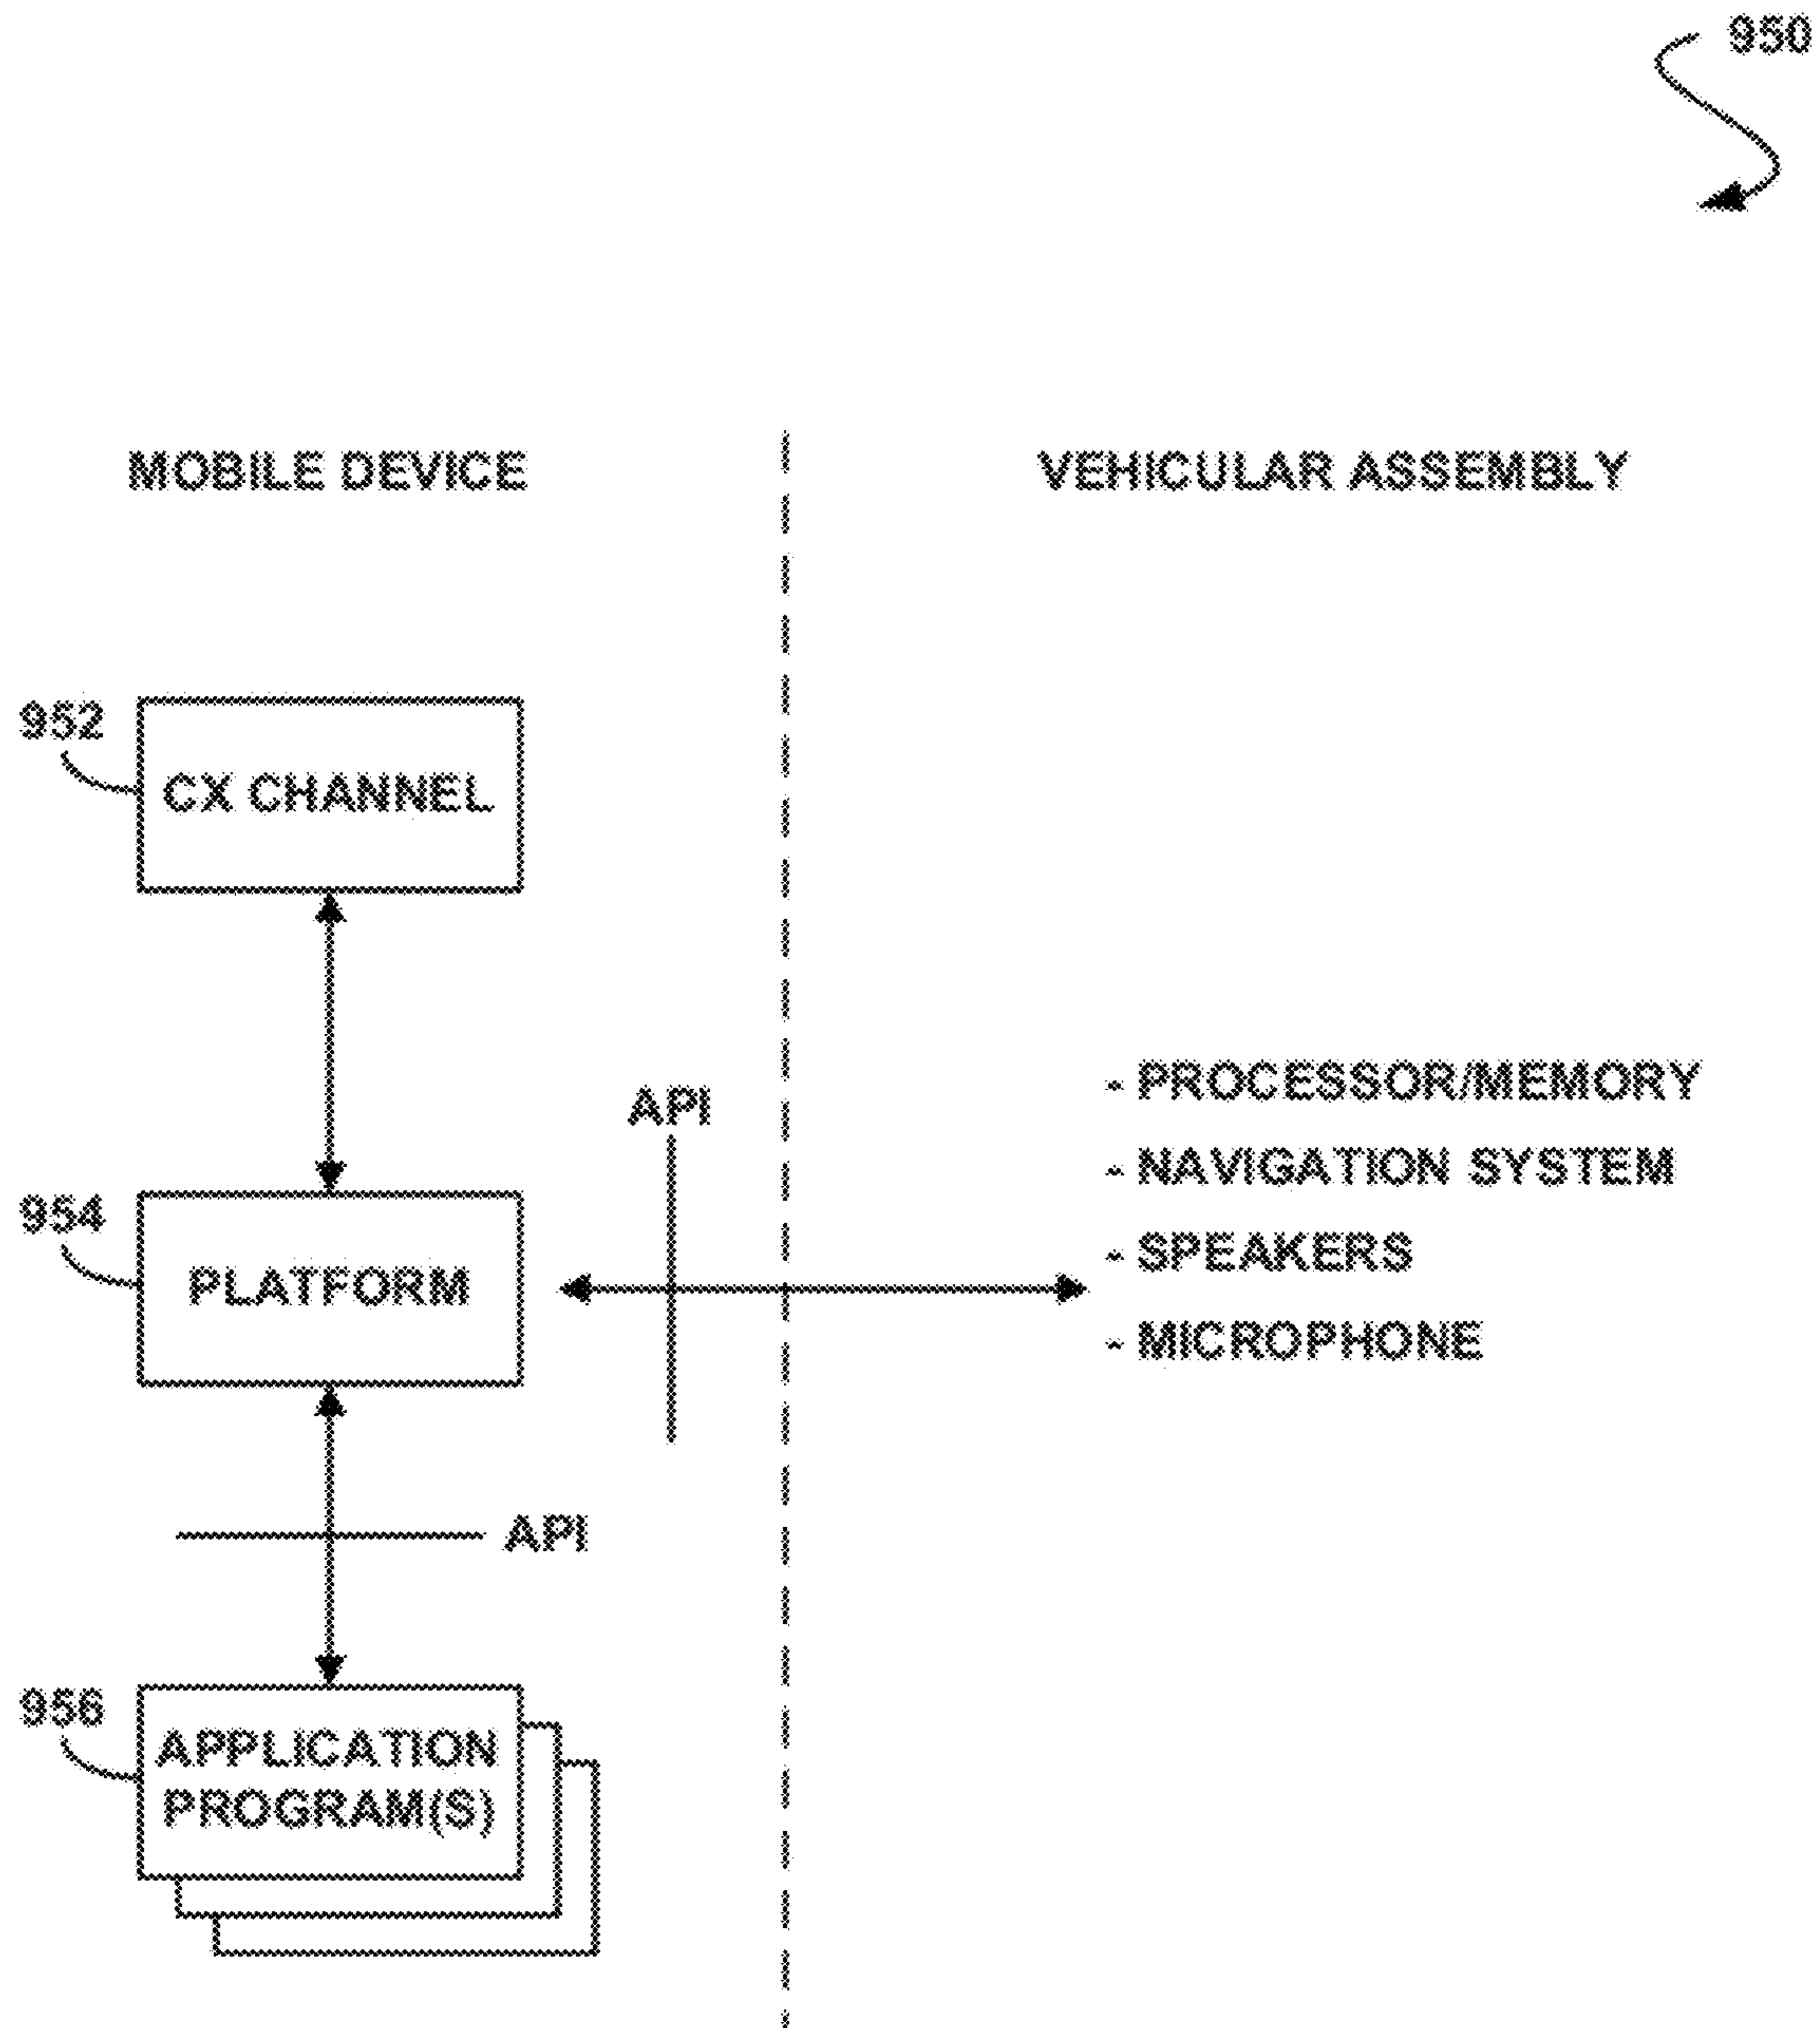 950
MOBILE DEVICE
VEHICULAR ASSEMBLY
952
CX CHANNEL
API
- PROCESSOR/MEMORY
- NAVIGATION SYSTEM
- SPEAKERS
- MICROPHONE
954
PLATFORM
API
956
APPLICATION
PROGRAM(S)